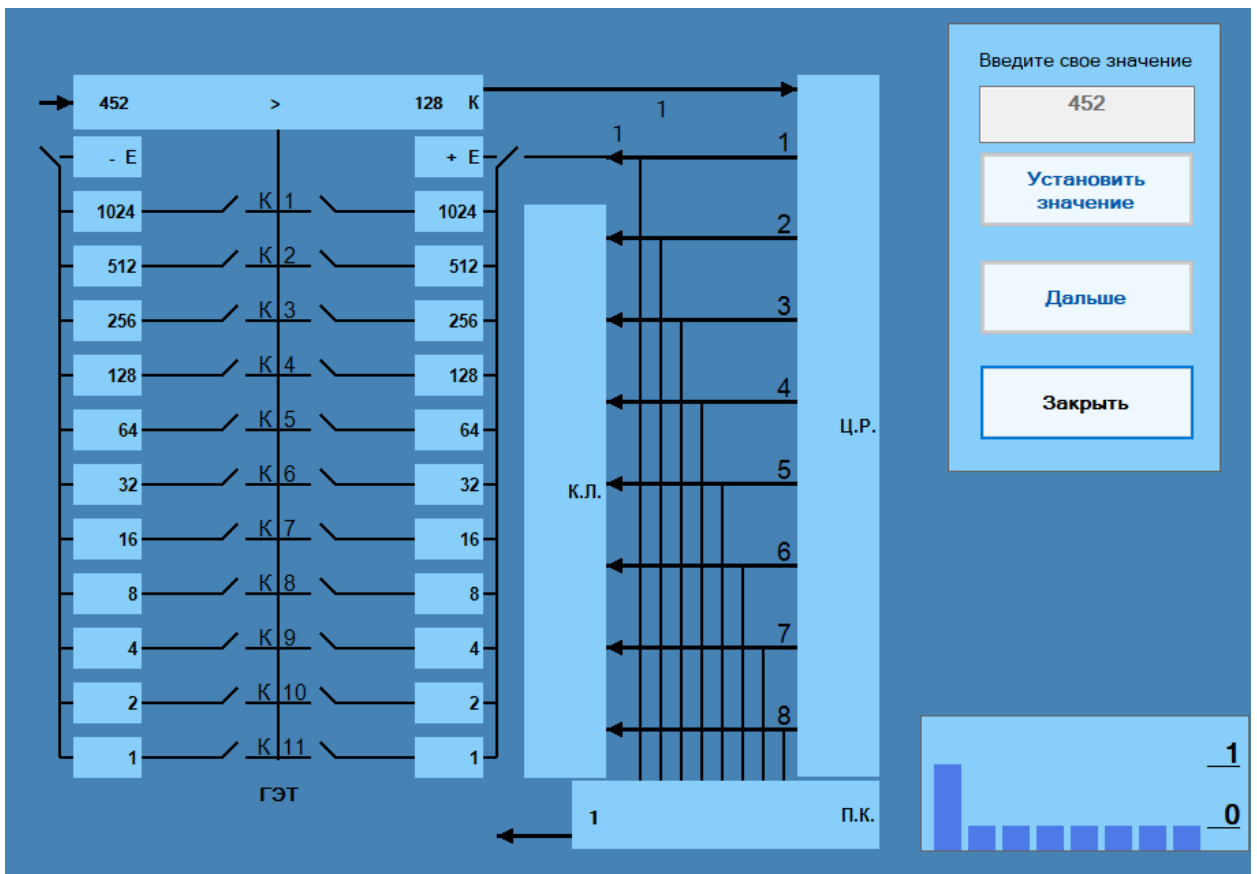 452 > 128 К
- Е + Е
1024 К 1 1024
512 К 2 512
256 К 3 256
128 К 4 128
64 К 5 64
32 К 6 32
16 К 7 16
8 К 8 8
4 К 9 4
2 К 10 2
1 К 11 1
ГЭТ
К.Л.
1
1
1
2
3
4
5
6
7
8
Ц.Р.
1 П.К.
Введите свое значение
452
Установить
значение
Дальше
Закрыть
1
0